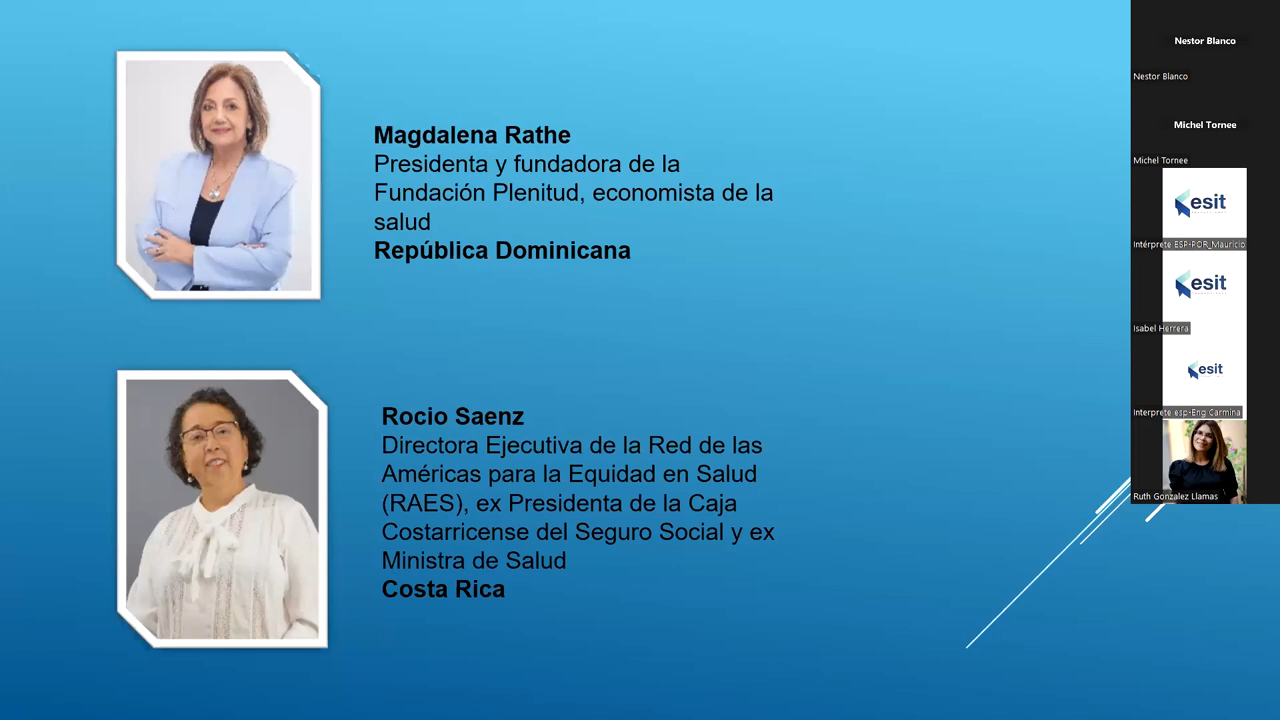 Magdalena Rathe
Presidenta y fundadora de la
Fundación Plenitud, economista de la
salud
República Dominicana
Rocio Saenz
Directora Ejecutiva de la Red de las
Américas para la Equidad en Salud
(RAES), ex Presidenta de la Caja
Costarricense del Seguro Social y ex
Ministra de Salud
Costa Rica
Nestor Blanco
Nestor Blanco
Michel Tornee
Michel Tornee
esit
Intérprete ESP-POR_Mauricio
esit
Isabel Herrera
esit
Interprete esp-Eng Carmina
Ruth Gonzalez Llamas